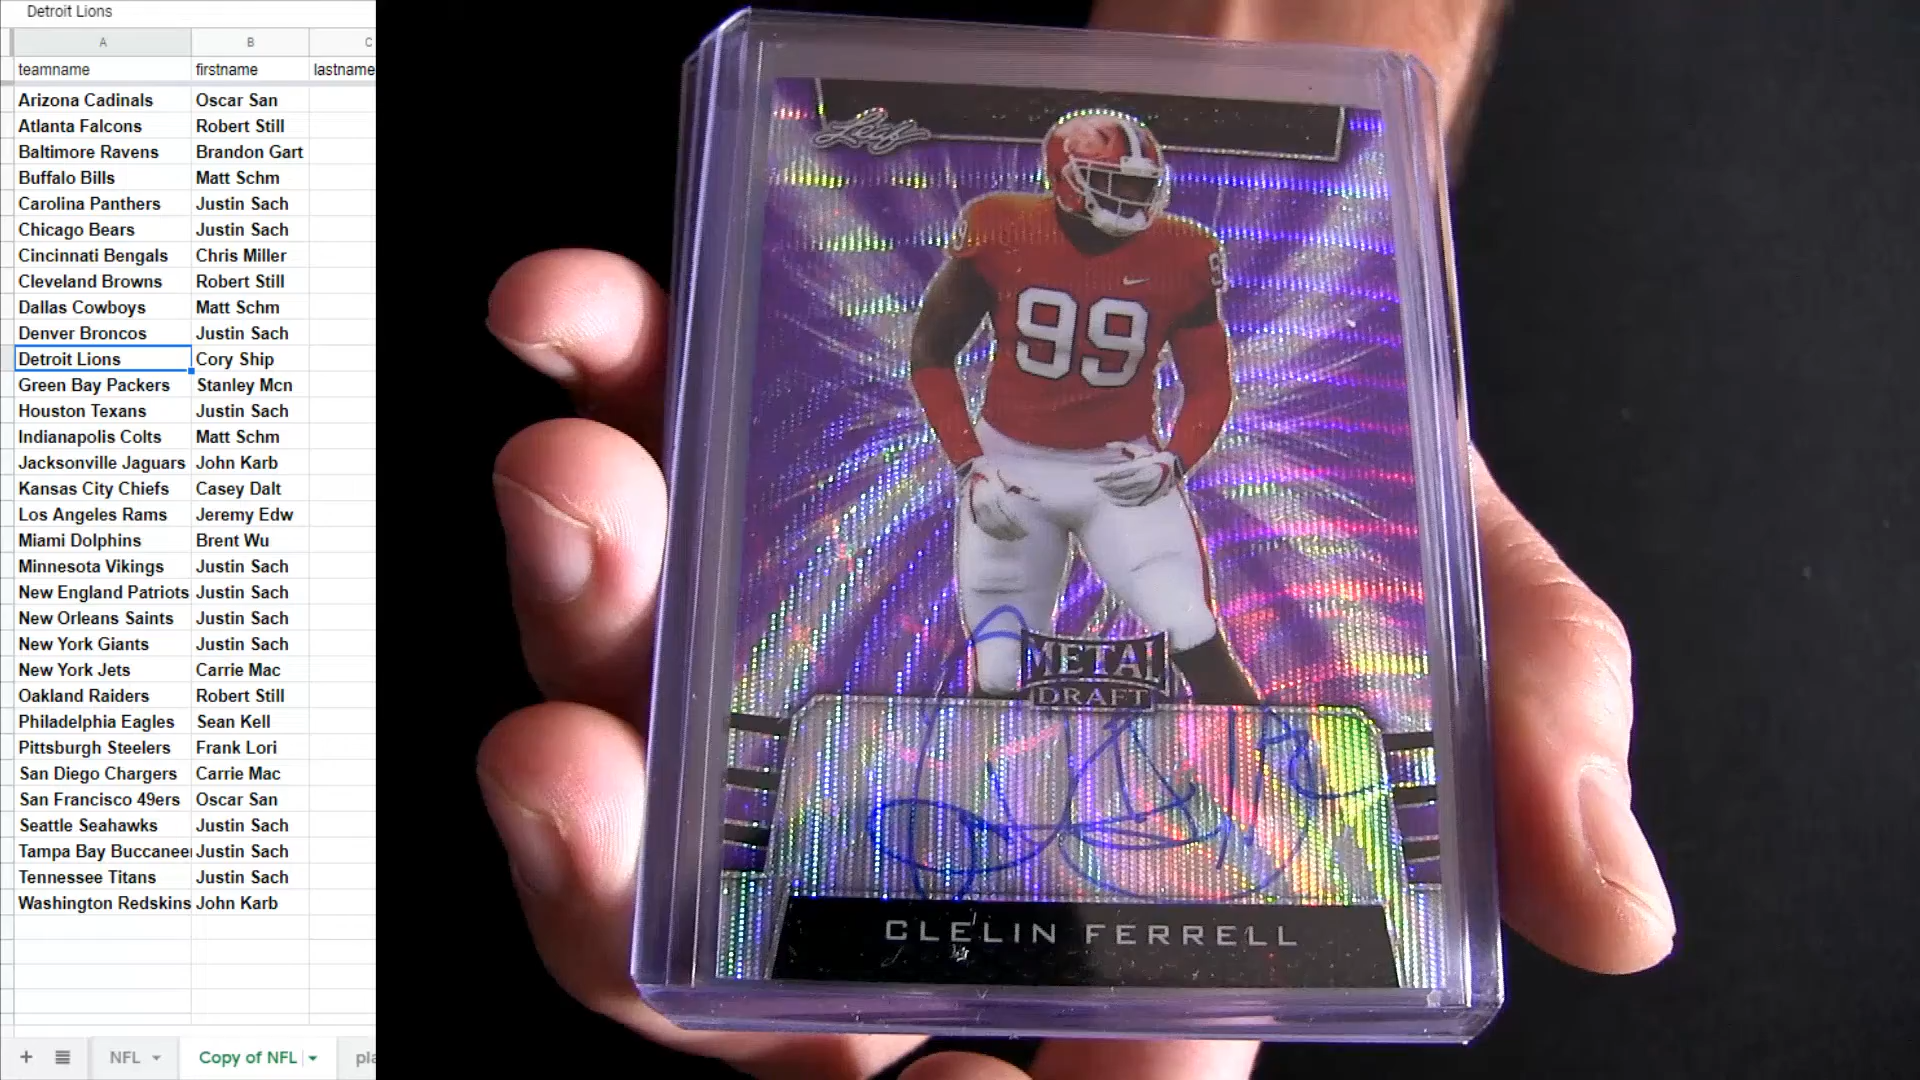 Detroit Lions
A B C
teamname firstname lastname
Arizona Cadinals Oscar San
Atlanta Falcons Robert Still
Baltimore Ravens Brandon Gart
Buffalo Bills Matt Schm
Carolina Panthers Justin Sach
Chicago Bears Justin Sach
Cincinnati Bengals Chris Miller
Cleveland Browns Robert Still
Dallas Cowboys Matt Schm
Denver Broncos Justin Sach
Detroit Lions Cory Ship
Green Bay Packers Stanley Mcn
Houston Texans Justin Sach
Indianapolis Colts Matt Schm
Jacksonville Jaguars John Karb
Kansas City Chiefs Casey Dalt
Los Angeles Rams Jeremy Edw
Miami Dolphins Brent Wu
Minnesota Vikings Justin Sach
New England Patriots Justin Sach
New Orleans Saints Justin Sach
New York Giants Justin Sach
New York Jets Carrie Mac
Oakland Raiders Robert Still
Philadelphia Eagles Sean Kell
Pittsburgh Steelers Frank Lori
San Diego Chargers Carrie Mac
San Francisco 49ers Oscar San
Seattle Seahawks Justin Sach
Tampa Bay Buccaneer Justin Sach
Tennessee Titans Justin Sach
Washington Redskins John Karb
NFL Copy of NFL pla
Leaf
99
99
METAL
DRAFT
CLELIN FERRELL